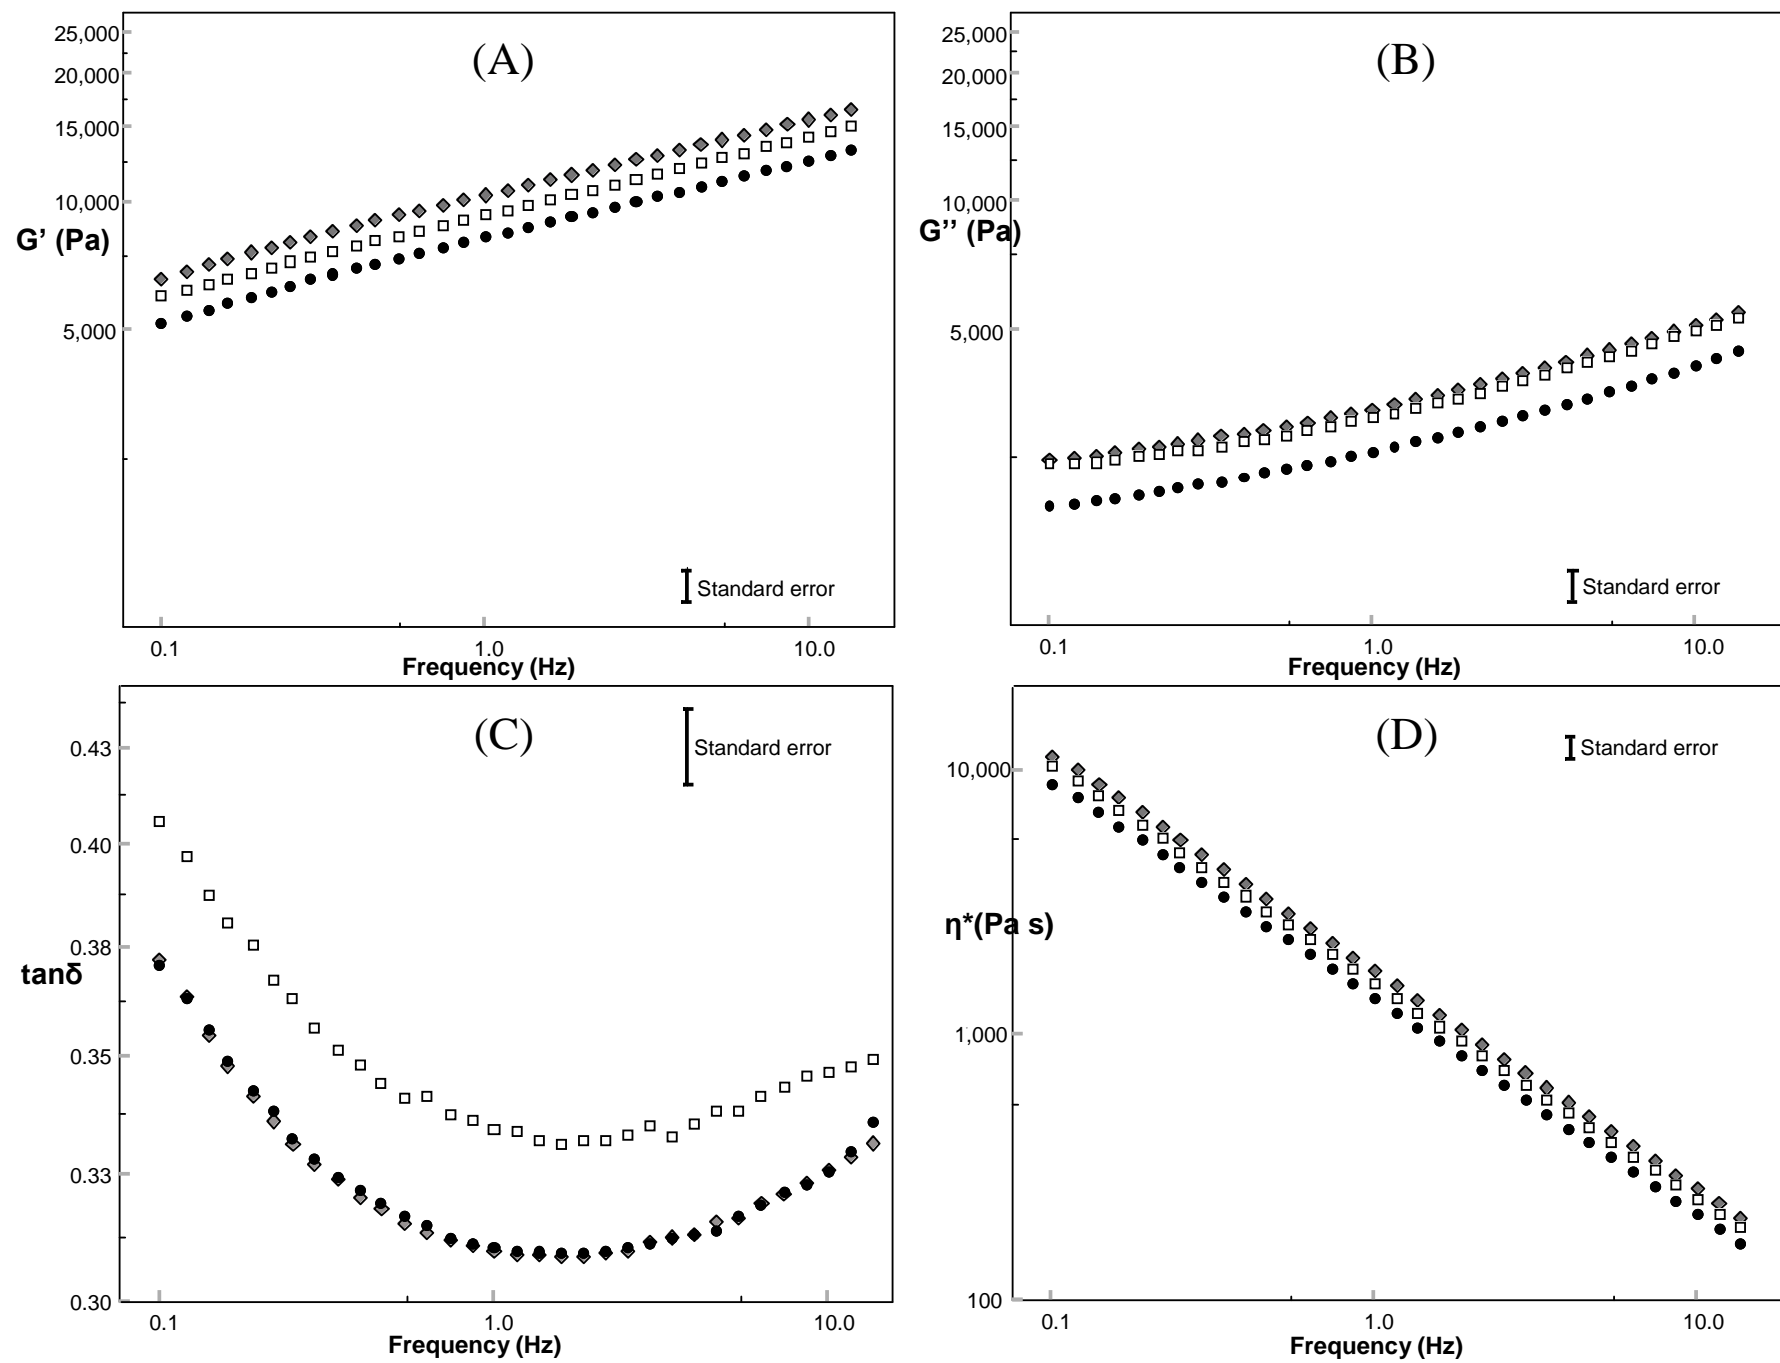 (A)
25,000
20,000
15,000
10,000
G’ (Pa)
5,000
Standard error
0.1 1.0 10.0
Frequency (Hz)
(B)
25,000
20,000
15,000
10,000
G’’ (Pa)
5,000
Standard error
0.1 1.0 10.0
Frequency (Hz)
(C)
Standard error
0.43
0.40
0.38
tanδ
0.35
0.33
0.30
0.1 1.0 10.0
Frequency (Hz)
(D)
Standard error
10,000
η*(Pa s)
1,000
100
0.1 1.0 10.0
Frequency (Hz)